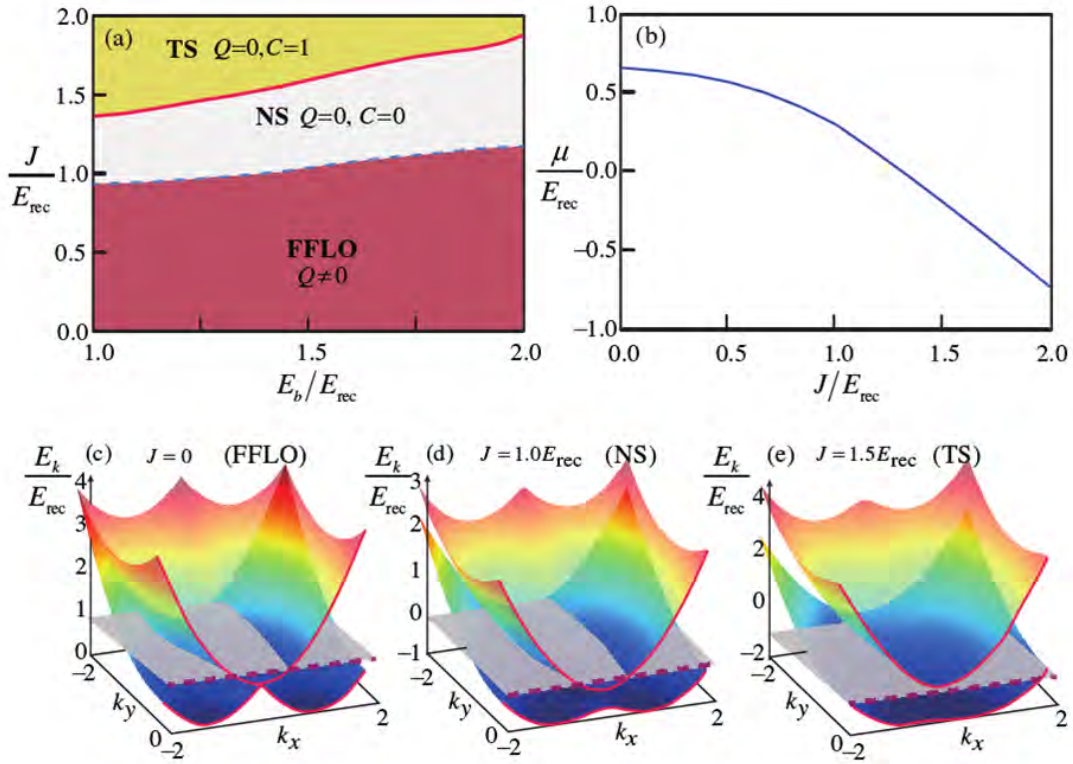 (a)
TS Q=0,C=1
NS Q=0, C=0
FFLO
Q≠0
J/E_rec
2.0
1.5
1.0
0.5
0.0
1.0
1.5
2.0
E_b/E_rec
(b)
μ/E_rec
1.0
0.5
-0.0
-0.5
-1.0
0.0
0.5
1.0
1.5
2.0
J/E_rec
(c) J=0 (FFLO)
E_k/E_rec
4
3
2
1
0
-2
k_y
0
-2
k_x
2
(d) J=1.0E_rec (NS)
E_k/E_rec
3
2
1
0
-1
-2
k_y
0
-2
k_x
2
(e) J=1.5E_rec (TS)
E_k/E_rec
4
2
0
-2
-2
k_y
0
-2
k_x
2